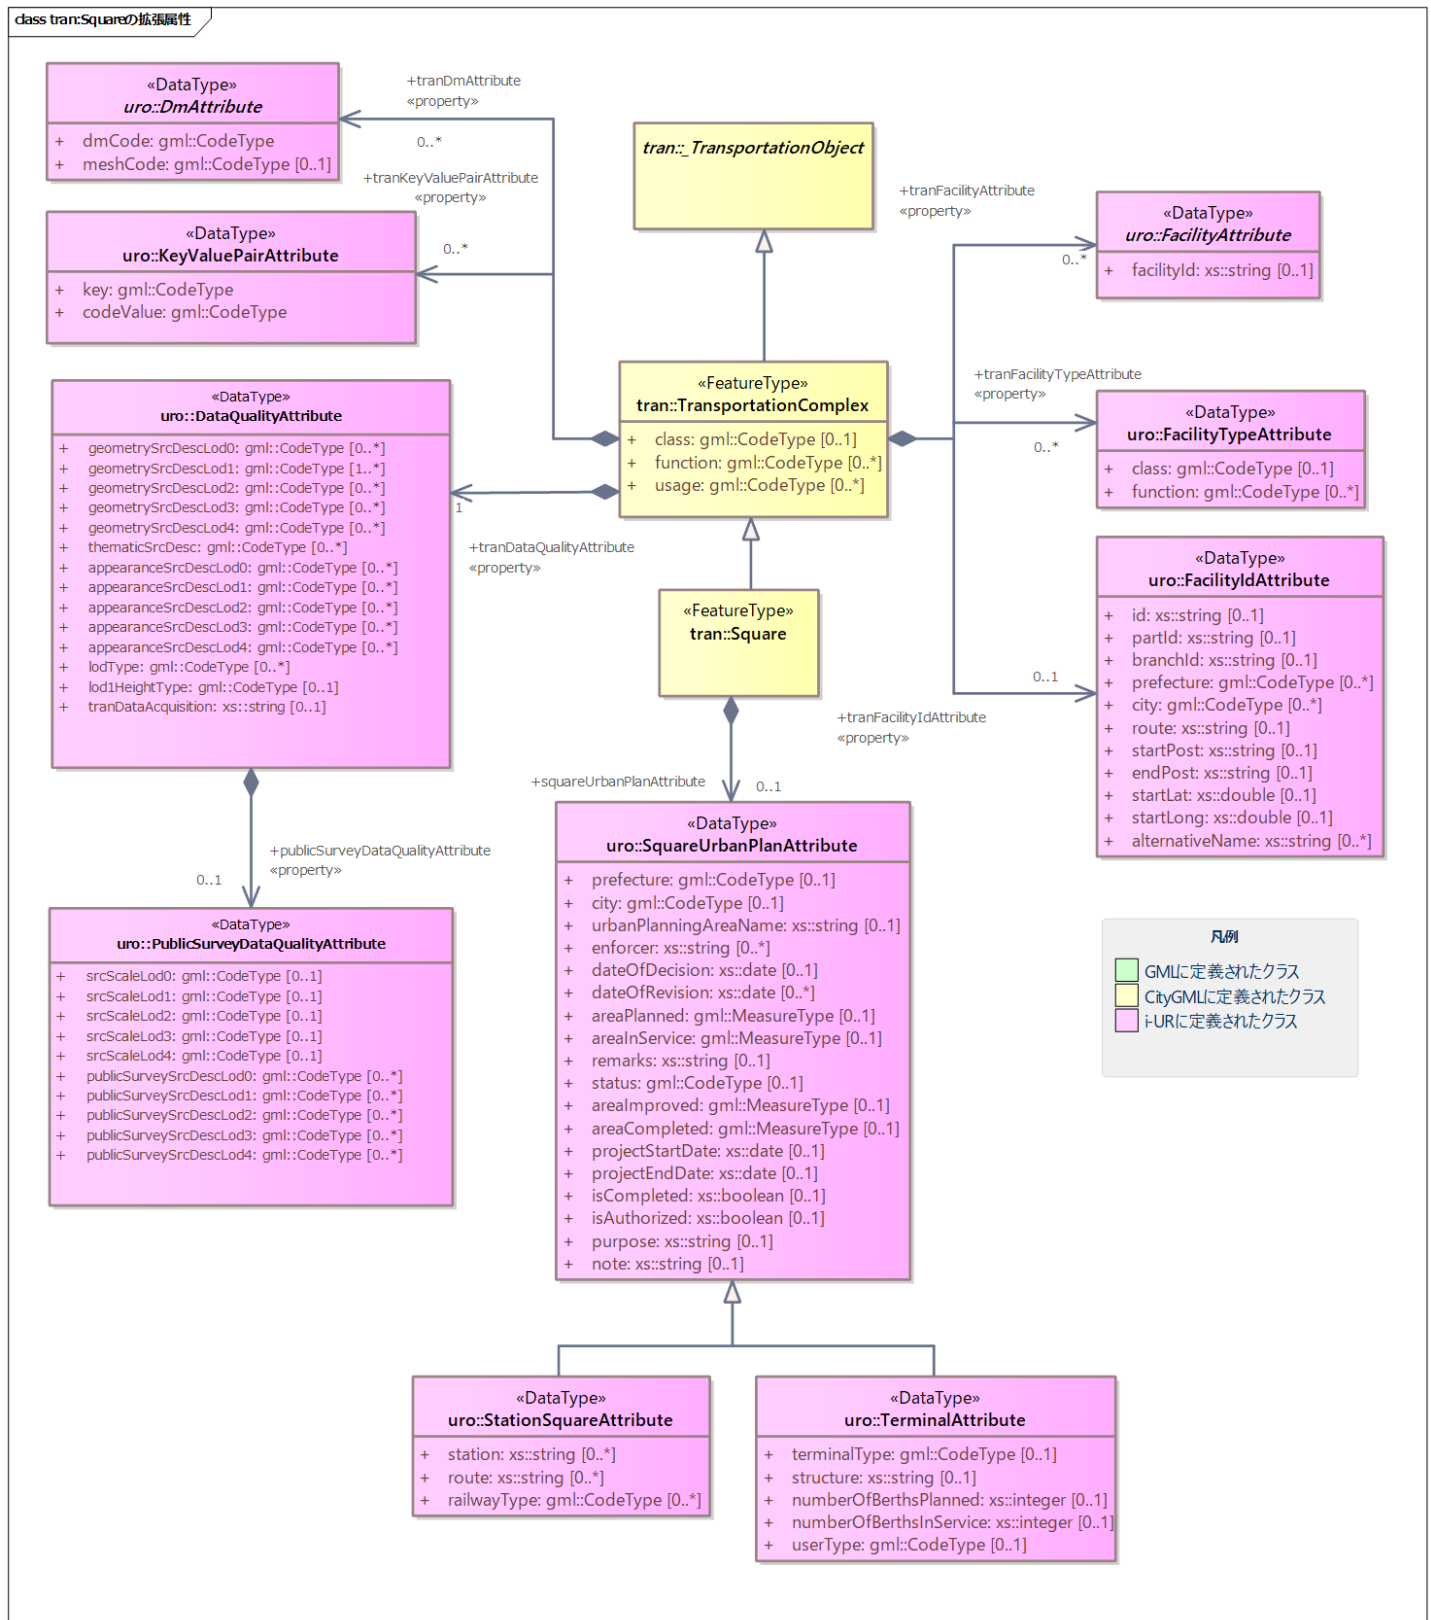 class tran:Squareの拡張属性
«DataType»
uro::DmAttribute
+ dmCode: gml::CodeType
+ meshCode: gml::CodeType [0..1]
+tranDmAttribute
«property»
0..*
+tranKeyValuePairAttribute
«property»
0..*
«DataType»
uro::KeyValuePairAttribute
+ key: gml::CodeType
+ codeValue: gml::CodeType
tran::_TransportationObject
+tranFacilityAttribute
«property»
0..*
«DataType»
uro::FacilityAttribute
+ facilityId: xs::string [0..1]
«FeatureType»
tran::TransportationComplex
+ class: gml::CodeType [0..1]
+ function: gml::CodeType [0..*]
+ usage: gml::CodeType [0..*]
+tranFacilityTypeAttribute
«property»
0..*
«DataType»
uro::FacilityTypeAttribute
+ class: gml::CodeType [0..1]
+ function: gml::CodeType [0..*]
«DataType»
uro::DataQualityAttribute
+ geometrySrcDescLod0: gml::CodeType [0..*]
+ geometrySrcDescLod1: gml::CodeType [1..*]
+ geometrySrcDescLod2: gml::CodeType [0..*]
+ geometrySrcDescLod3: gml::CodeType [0..*]
+ geometrySrcDescLod4: gml::CodeType [0..*]
+ thematicSrcDesc: gml::CodeType [0..*]
+ appearanceSrcDescLod0: gml::CodeType [0..*]
+ appearanceSrcDescLod1: gml::CodeType [0..*]
+ appearanceSrcDescLod2: gml::CodeType [0..*]
+ appearanceSrcDescLod3: gml::CodeType [0..*]
+ appearanceSrcDescLod4: gml::CodeType [0..*]
+ lodType: gml::CodeType [0..*]
+ lod1HeightType: gml::CodeType [0..1]
+ tranDataAcquisition: xs::string [0..1]
1
+tranDataQualityAttribute
«property»
«FeatureType»
tran::Square
«DataType»
uro::FacilityIdAttribute
+ id: xs::string [0..1]
+ partId: xs::string [0..1]
+ branchId: xs::string [0..1]
+ prefecture: gml::CodeType [0..*]
+ city: gml::CodeType [0..*]
+ route: xs::string [0..1]
+ startPost: xs::string [0..1]
+ endPost: xs::string [0..1]
+ startLat: xs::double [0..1]
+ startLong: xs::double [0..1]
+ alternativeName: xs::string [0..*]
0..1
+tranFacilityIdAttribute
«property»
+squareUrbanPlanAttribute
0..1
+publicSurveyDataQualityAttribute
«property»
0..1
«DataType»
uro::PublicSurveyDataQualityAttribute
+ srcScaleLod0: gml::CodeType [0..1]
+ srcScaleLod1: gml::CodeType [0..1]
+ srcScaleLod2: gml::CodeType [0..1]
+ srcScaleLod3: gml::CodeType [0..1]
+ srcScaleLod4: gml::CodeType [0..1]
+ publicSurveySrcDescLod0: gml::CodeType [0..*]
+ publicSurveySrcDescLod1: gml::CodeType [0..*]
+ publicSurveySrcDescLod2: gml::CodeType [0..*]
+ publicSurveySrcDescLod3: gml::CodeType [0..*]
+ publicSurveySrcDescLod4: gml::CodeType [0..*]
«DataType»
uro::SquareUrbanPlanAttribute
+ prefecture: gml::CodeType [0..1]
+ city: gml::CodeType [0..1]
+ urbanPlanningAreaName: xs::string [0..1]
+ enforcer: xs::string [0..*]
+ dateOfDecision: xs::date [0..1]
+ dateOfRevision: xs::date [0..*]
+ areaPlanned: gml::MeasureType [0..1]
+ areaInService: gml::MeasureType [0..1]
+ remarks: xs::string [0..1]
+ status: gml::CodeType [0..1]
+ areaImproved: gml::MeasureType [0..1]
+ areaCompleted: gml::MeasureType [0..1]
+ projectStartDate: xs::date [0..1]
+ projectEndDate: xs::date [0..1]
+ isCompleted: xs::boolean [0..1]
+ isAuthorized: xs::boolean [0..1]
+ purpose: xs::string [0..1]
+ note: xs::string [0..1]
凡例
GMLに定義されたクラス
CityGMLに定義されたクラス
i-URに定義されたクラス
«DataType»
uro::StationSquareAttribute
+ station: xs::string [0..*]
+ route: xs::string [0..*]
+ railwayType: gml::CodeType [0..*]
«DataType»
uro::TerminalAttribute
+ terminalType: gml::CodeType [0..1]
+ structure: xs::string [0..1]
+ numberOfBerthsPlanned: xs::integer [0..1]
+ numberOfBerthsInService: xs::integer [0..1]
+ userType: gml::CodeType [0..1]